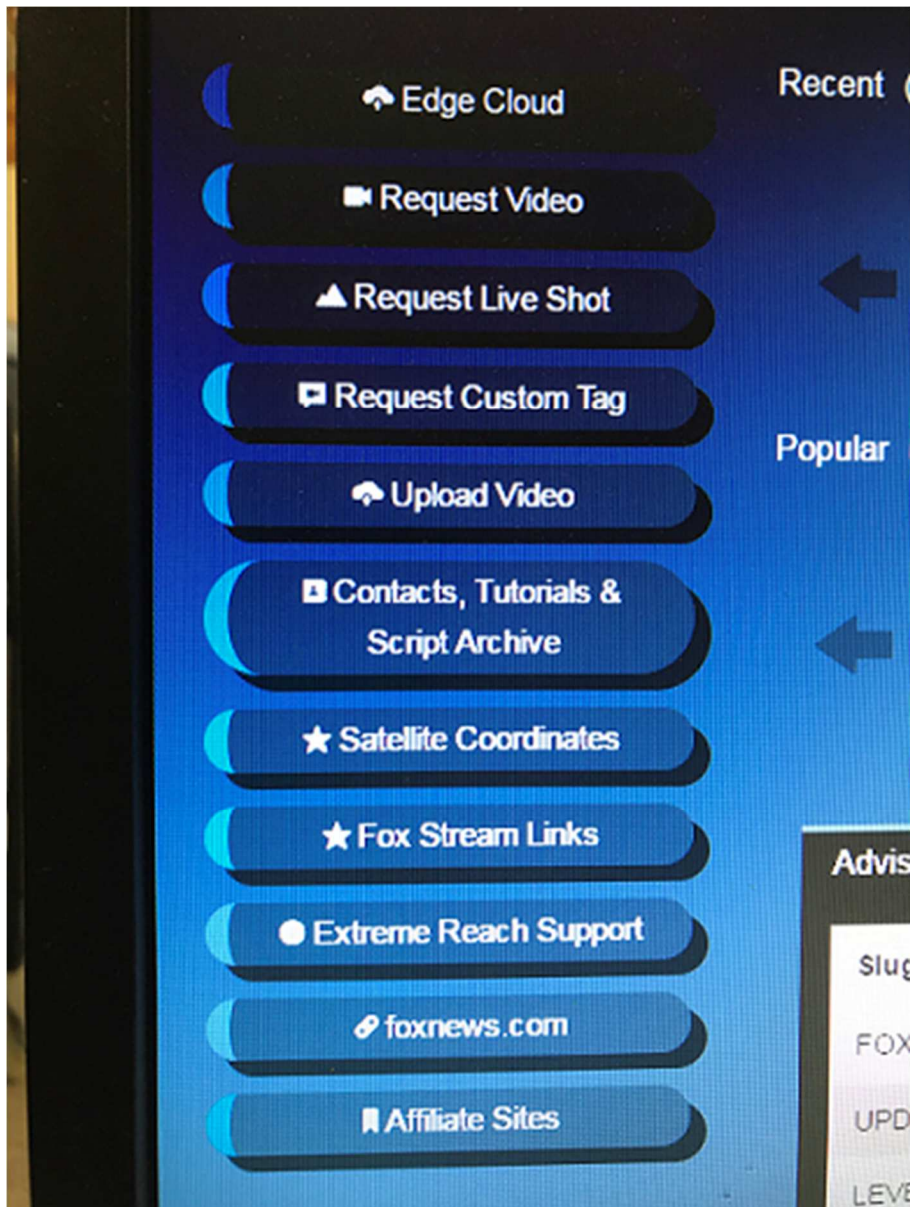 Edge Cloud
Request Video
Request Live Shot
Request Custom Tag
Upload Video
Contacts, Tutorials &
Script Archive
Satellite Coordinates
Fox Stream Links
Extreme Reach Support
foxnews.com
Affiliate Sites
Recent
Popular
FOX